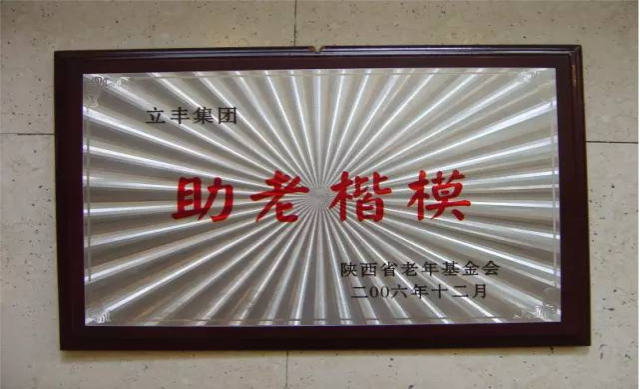 立丰集团
助老楷模
陕西省老年基金会
二00六年十二月